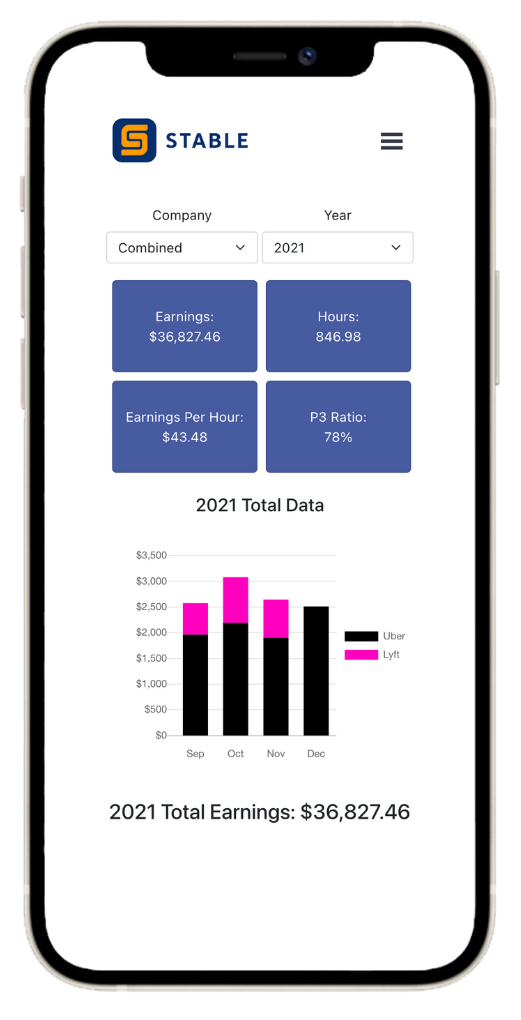 STABLE
Company Year
Combined 2021
Earnings: Hours:
$36,827.46 846.98
Earnings Per Hour: P3 Ratio:
$43.48 78%
2021 Total Data
$3,500
$3,000
$2,500
$2,000
$1,500
$1,000
$500
$0
Sep Oct Nov Dec
Uber
Lyft
2021 Total Earnings: $36,827.46